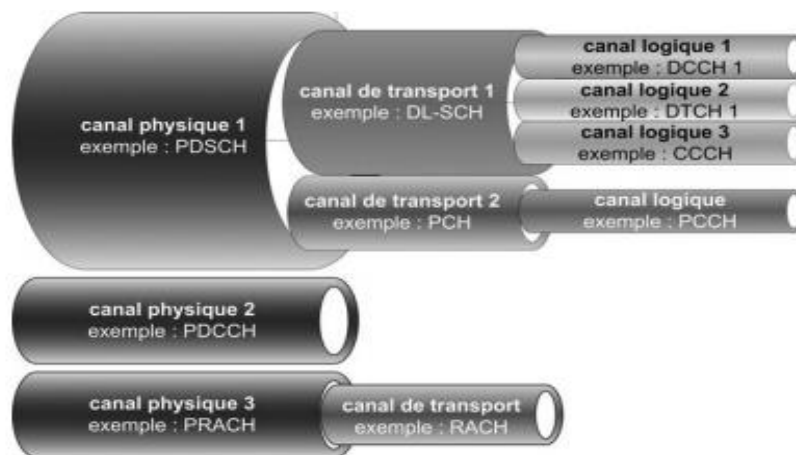 canal physique 1
exemple : PDSCH
canal de transport 1
exemple : DL-SCH
canal logique 1
exemple : DCCH 1
canal logique 2
exemple : DTCH 1
canal logique 3
exemple : CCCH
canal de transport 2
exemple : PCH
canal logique
exemple : PCCH
canal physique 2
exemple : PDCCH
canal physique 3
exemple : PRACH
canal de transport
exemple : RACH